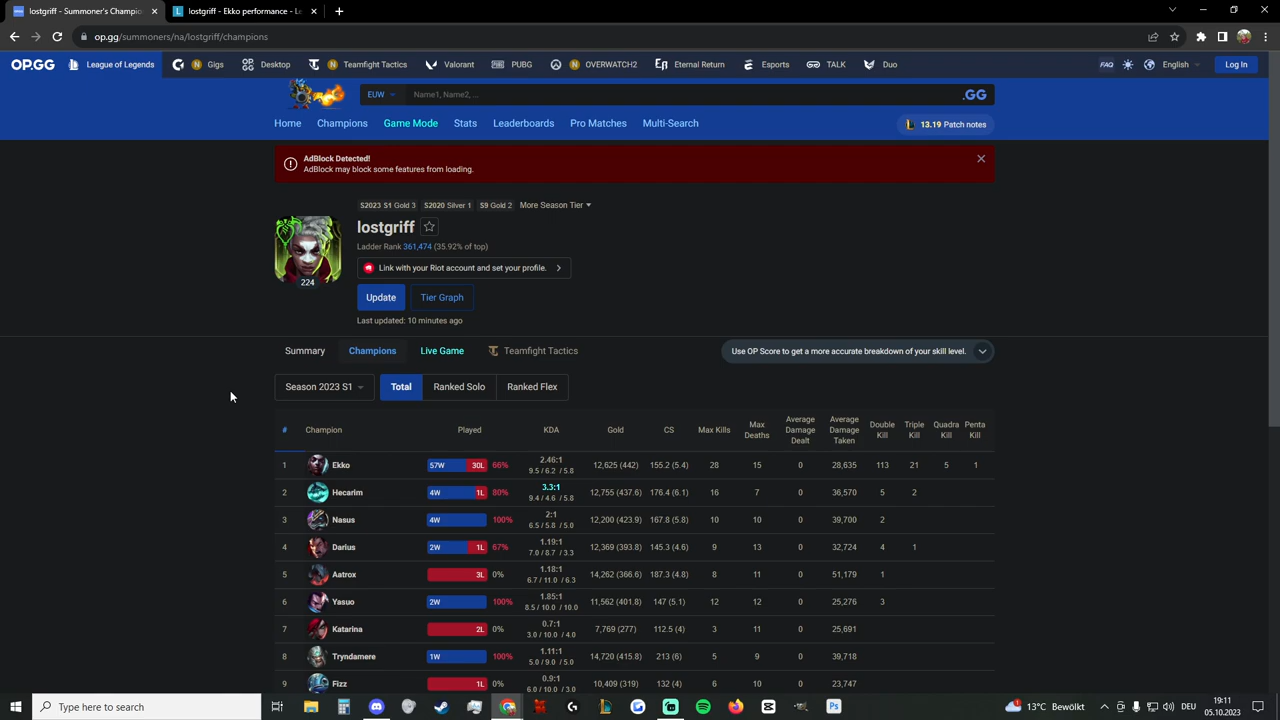 lostgriff - Summoner's Champio
lostgriff - Ekko performance - Le
op.gg/summoners/na/lostgriff/champions
OP.GG League of Legends Gigs Desktop Teamfight Tactics Valorant PUBG OVERWATCH2 Eternal Return Esports TALK Duo FAQ English Log In
EUW Name1, Name2, ... .GG
Home Champions Game Mode Stats Leaderboards Pro Matches Multi-Search 13.19 Patch notes
AdBlock Detected!
AdBlock may block some features from loading.
S2023 S1 Gold 3 S2020 Silver 1 S9 Gold 2 More Season Tier
lostgriff
Ladder Rank 361,474 (35.92% of top)
Link with your Riot account and set your profile.
224
Update Tier Graph
Last updated: 10 minutes ago
Summary Champions Live Game Teamfight Tactics Use OP Score to get a more accurate breakdown of your skill level.
Season 2023 S1 Total Ranked Solo Ranked Flex
# Champion Played KDA Gold CS Max Kills Max Deaths Average Damage Dealt Average Damage Taken Double Kill Triple Kill Quadra Kill Penta Kill
1 Ekko 57W 30L 66% 2.46:1 9.5 / 6.2 / 5.8 12,625 (442) 155.2 (5.4) 28 15 0 28,635 113 21 5 1
2 Hecarim 4W 1L 80% 3.3:1 9.4 / 4.6 / 5.8 12,755 (437.6) 176.4 (6.1) 16 7 0 36,570 5 2
3 Nasus 4W 100% 2:1 6.5 / 5.8 / 5.0 12,200 (423.9) 167.8 (5.8) 10 10 0 39,700 2
4 Darius 2W 1L 67% 1.19:1 7.0 / 8.7 / 3.3 12,369 (393.8) 145.3 (4.6) 9 13 0 32,724 4 1
5 Aatrox 3L 0% 1.18:1 6.7 / 11.0 / 6.3 14,262 (366.6) 187.3 (4.8) 8 11 0 51,179 1
6 Yasuo 2W 100% 1.85:1 8.5 / 10.0 / 10.0 11,562 (401.8) 147 (5.1) 12 12 0 25,276 3
7 Katarina 2L 0% 0.7:1 3.0 / 10.0 / 4.0 7,769 (277) 112.5 (4) 3 11 0 25,691
8 Tryndamere 1W 100% 1.11:1 5.0 / 9.0 / 5.0 14,720 (415.8) 213 (6) 5 9 0 39,718
9 Fizz 1L 0% 0.9:1 6.0 / 10.0 / 3.0 10,409 (319) 132 (4) 6 10 0 23,747
Type here to search
13°C Bewölkt DEU 19:11
05.10.2023